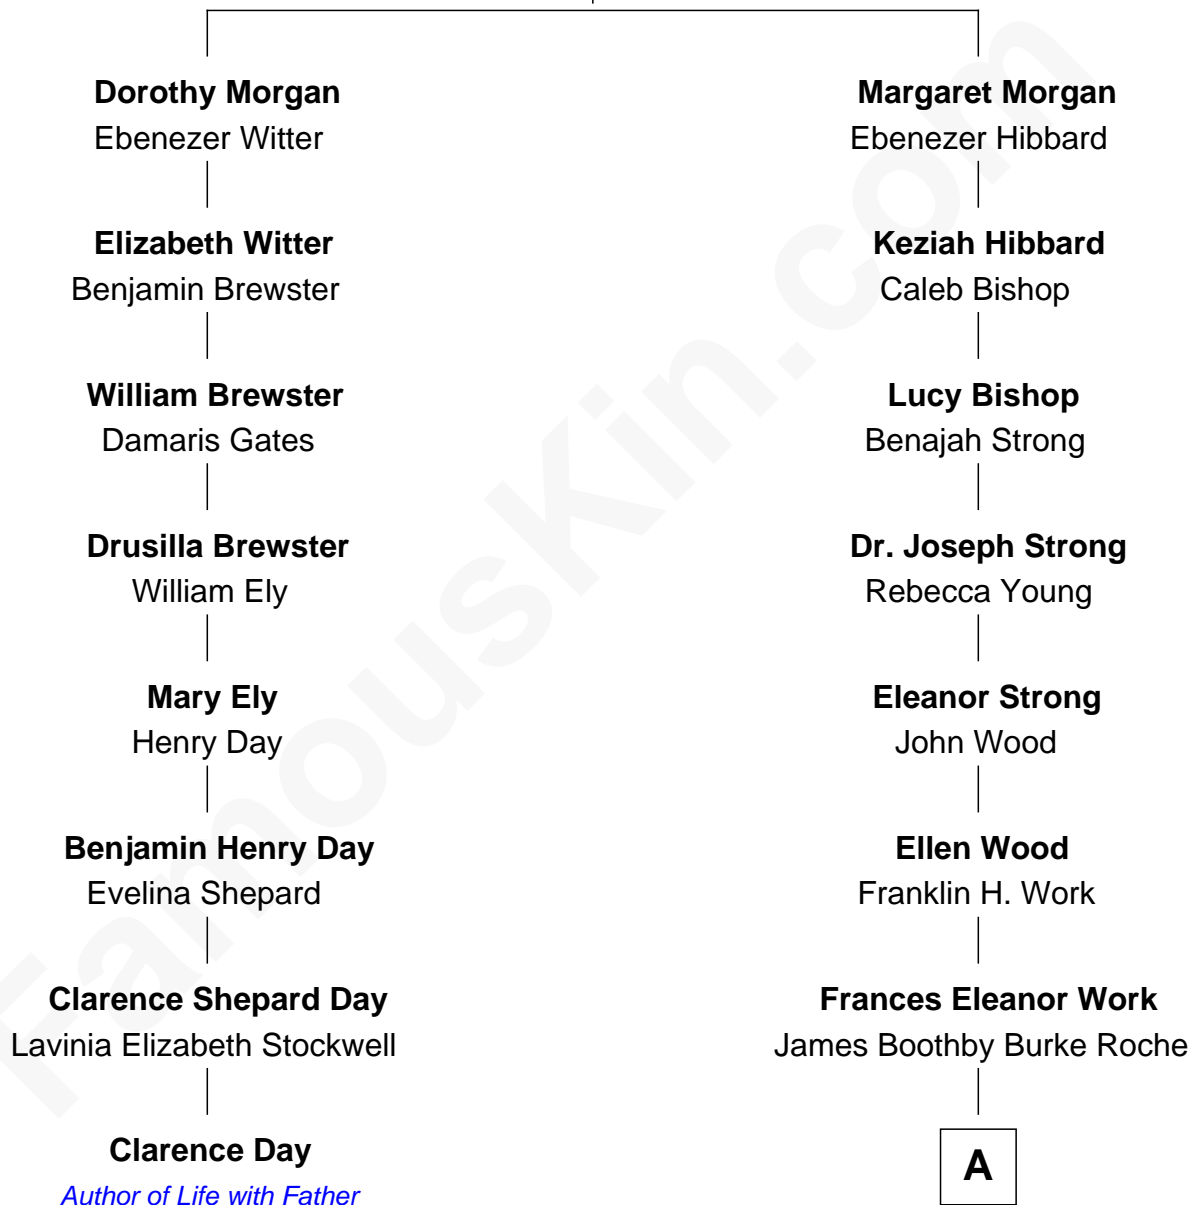 Dorothy Morgan
Ebenezer Witter
Elizabeth Witter
Benjamin Brewster
William Brewster
Damaris Gates
Drusilla Brewster
William Ely
Mary Ely
Henry Day
Benjamin Henry Day
Evelina Shepard
Clarence Shepard Day
Lavinia Elizabeth Stockwell
Clarence Day
Author of Life with Father
Margaret Morgan
Ebenezer Hibbard
Keziah Hibbard
Caleb Bishop
Lucy Bishop
Benajah Strong
Dr. Joseph Strong
Rebecca Young
Eleanor Strong
John Wood
Ellen Wood
Franklin H. Work
Frances Eleanor Work
James Boothby Burke Roche
A
FamousKin.com